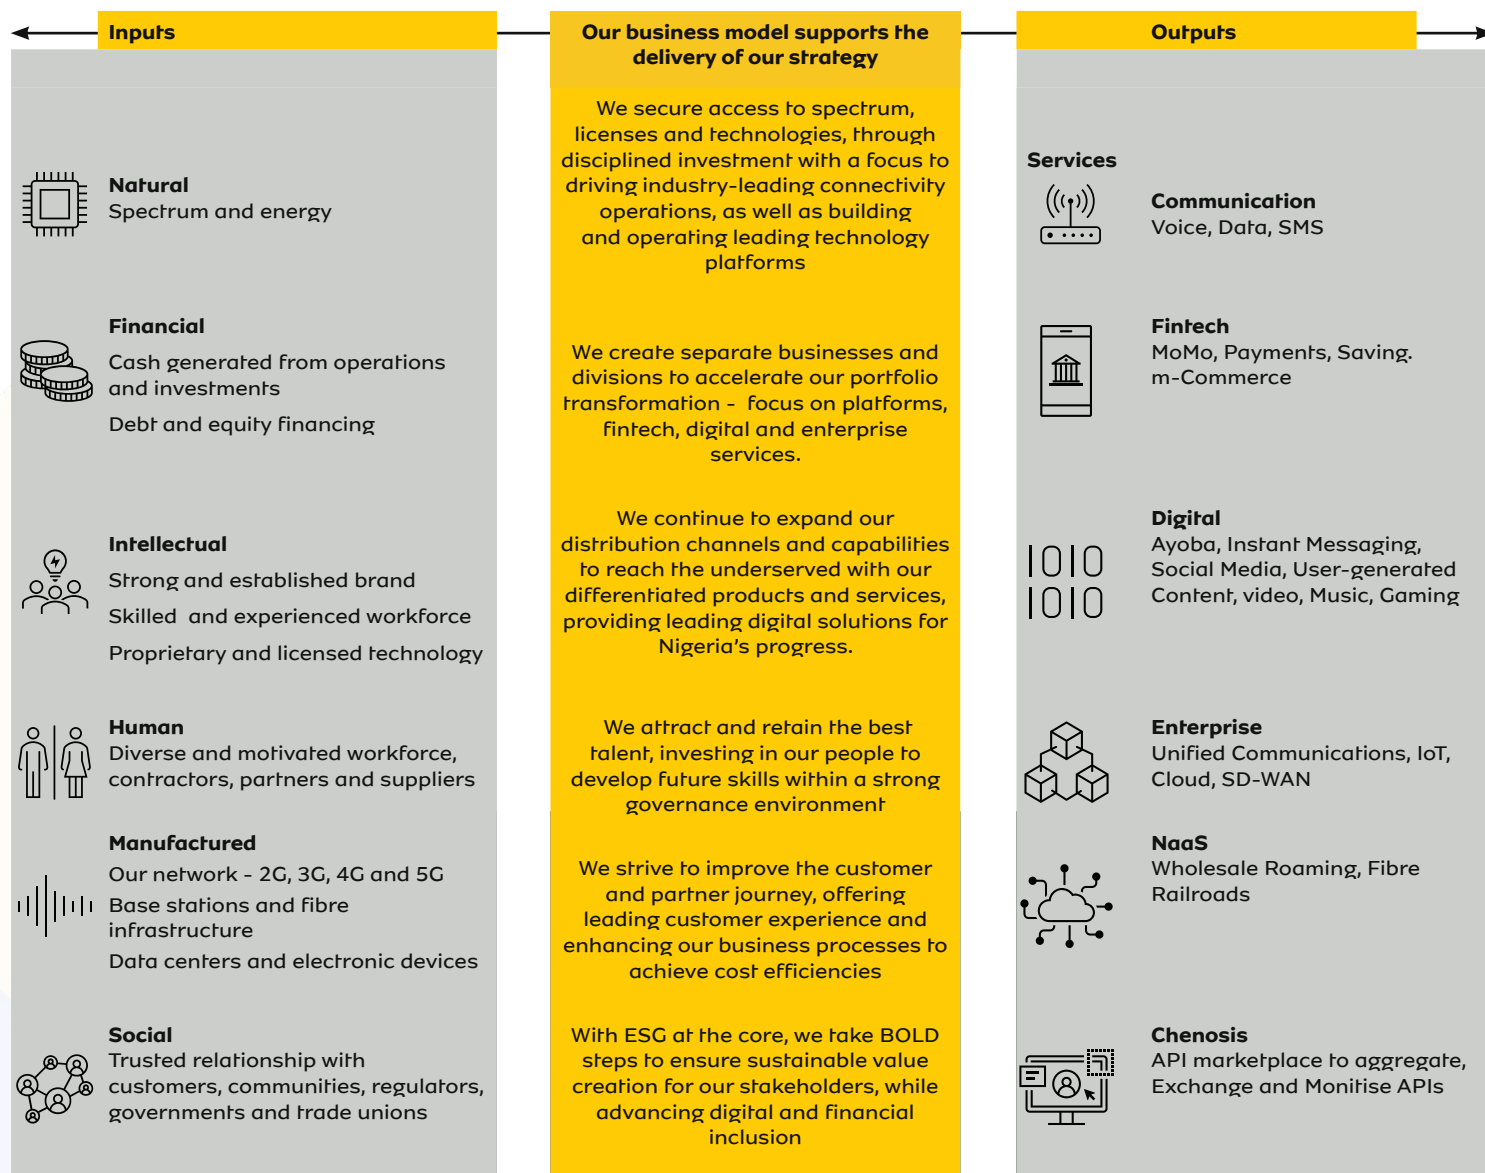 Inputs
Natural
Spectrum and energy
Financial
Cash generated from operations
and investments
Debt and equity financing
Intellectual
Strong and established brand
Skilled and experienced workforce
Proprietary and licensed technology
Human
Diverse and motivated workforce,
contractors, partners and suppliers
Manufactured
Our network - 2G, 3G, 4G and 5G
Base stations and fibre
infrastructure
Data centers and electronic devices
Social
Trusted relationship with
customers, communities, regulators,
governments and trade unions
Our business model supports the
delivery of our strategy
We secure access to spectrum,
licenses and technologies, through
disciplined investment with a focus to
driving industry-leading connectivity
operations, as well as building
and operating leading technology
platforms
We create separate businesses and
divisions to accelerate our portfolio
transformation - focus on platforms,
fintech, digital and enterprise
services.
We continue to expand our
distribution channels and capabilities
to reach the underserved with our
differentiated products and services,
providing leading digital solutions for
Nigeria's progress.
We attract and retain the best
talent, investing in our people to
develop future skills within a strong
governance environment
We strive to improve the customer
and partner journey, offering
leading customer experience and
enhancing our business processes to
achieve cost efficiencies
With ESG at the core, we take BOLD
steps to ensure sustainable value
creation for our stakeholders, while
advancing digital and financial
inclusion
Outputs
Services
Communication
Voice, Data, SMS
Fintech
MoMo, Payments, Saving.
m-Commerce
IOIO
IOIO
Digital
Ayoba, Instant Messaging,
Social Media, User-generated
Content, video, Music, Gaming
Enterprise
Unified Communications, IoT,
Cloud, SD-WAN
NaaS
Wholesale Roaming, Fibre
Railroads
Chenosis
API marketplace to aggregate,
Exchange and Monitise APIs